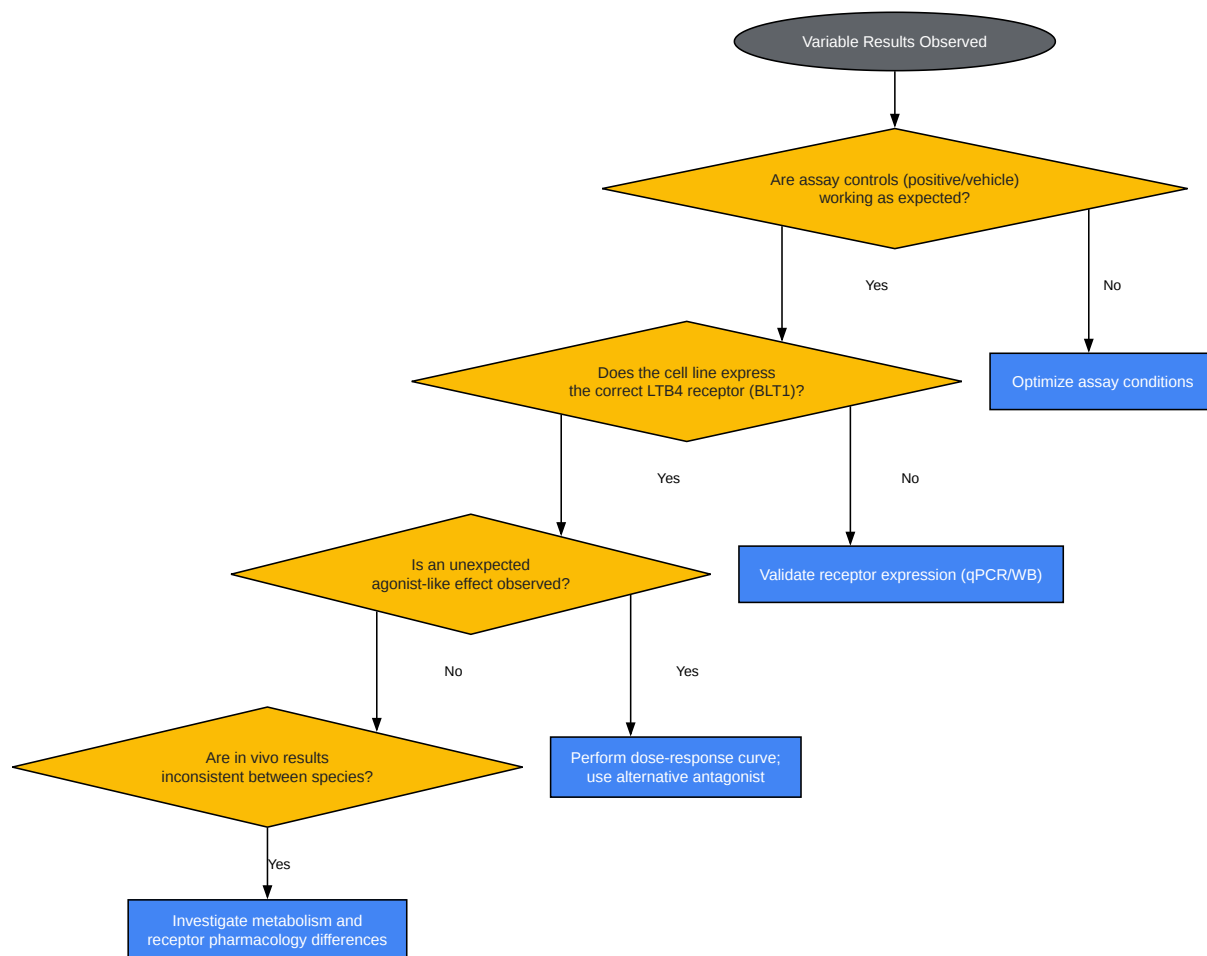 Variable Results Observed
Are assay controls (positive/vehicle)
working as expected?
Yes
No
Does the cell line express
the correct LTB4 receptor (BLT1)?
Optimize assay conditions
Yes
No
Is an unexpected
agonist-like effect observed?
Validate receptor expression (qPCR/WB)
No
Yes
Are in vivo results
inconsistent between species?
Perform dose-response curve;
use alternative antagonist
Yes
Investigate metabolism and
receptor pharmacology differences